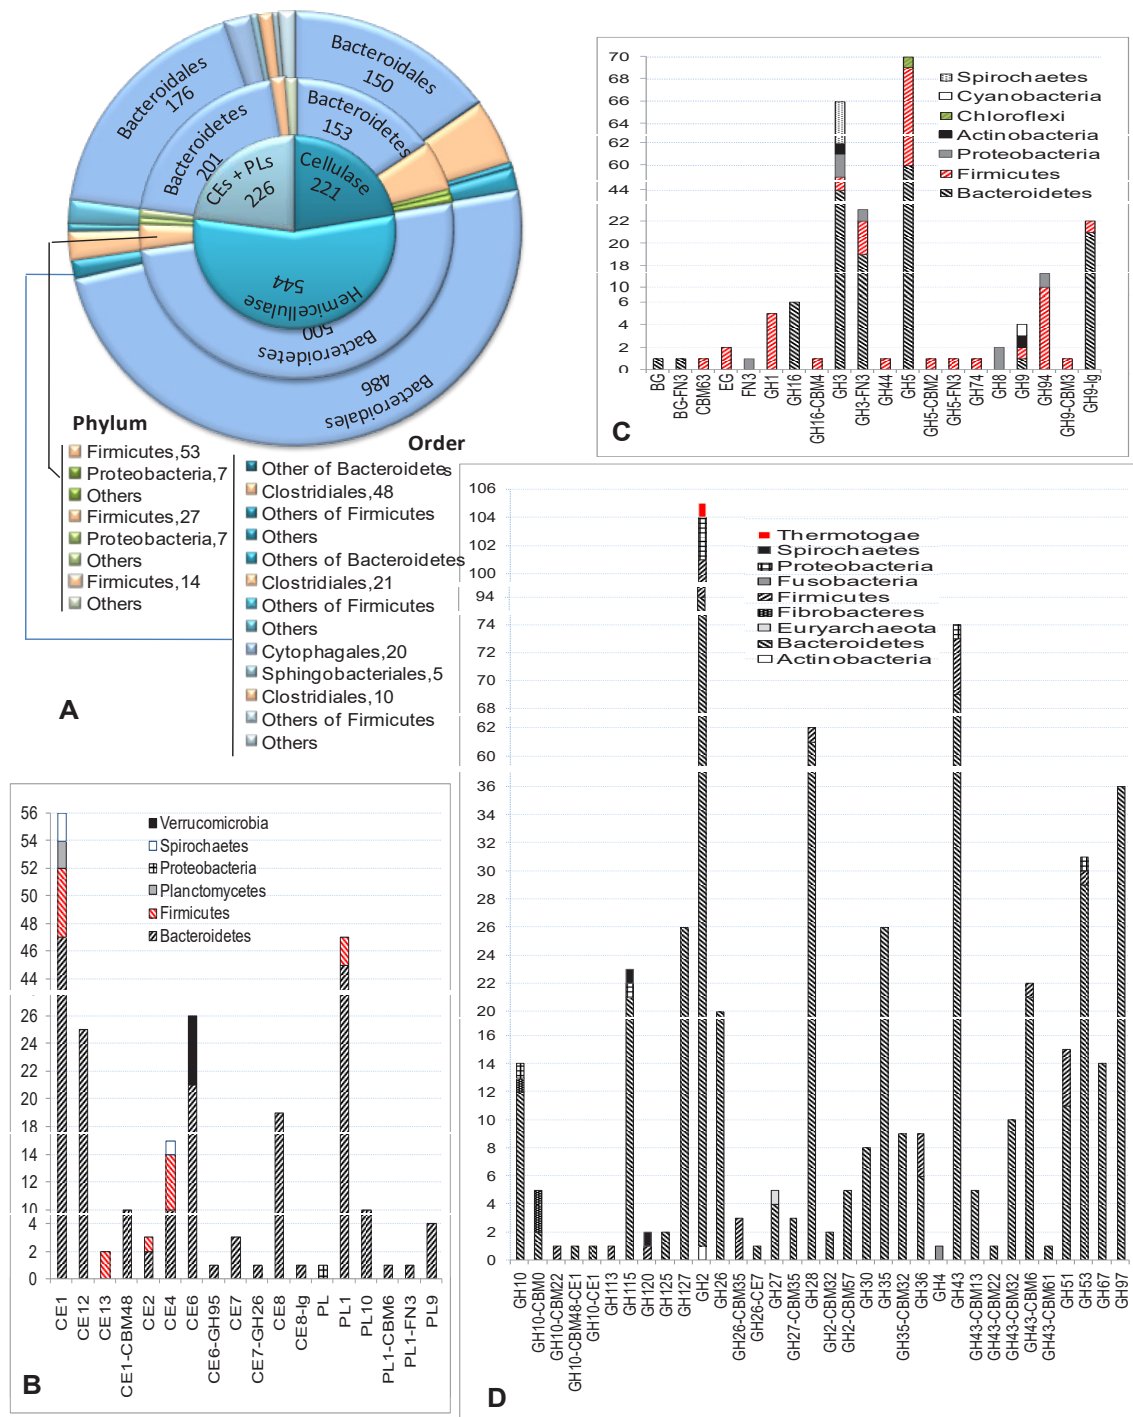 Bacteroidales
176
Bacteroidetes
201
CEs + PLs
226
Bacteroidales
150
Bacteroidetes
153
Cellulase
221
Hemicellulase
544
Bacteroidetes
500
Bacteroidales
486
Phylum
Firmicutes,53
Proteobacteria,7
Others
Firmicutes,27
Proteobacteria,7
Others
Firmicutes,14
Others
Order
Other of Bacteroidetes
Clostridiales,48
Others of Firmicutes
Others
Others of Bacteroidetes
Clostridiales,21
Others of Firmicutes
Others
Cytophagales,20
Sphingobacteriales,5
Clostridiales,10
Others of Firmicutes
Others
A
70
68
66
64
62
60
44
22
20
18
10
6
4
2
0
Spirochaetes
Cyanobacteria
Chloroflexi
Actinobacteria
Proteobacteria
Firmicutes
Bacteroidetes
BG
BG-FN3
CBM63
EG
FN3
GH1
GH16
GH16-CBM4
GH3
GH3-FN3
GH44
GH5
GH5-CBM2
GH5-FN3
GH74
GH8
GH9
GH94
GH9-CBM3
GH9-Ig
C
56
54
52
50
48
46
44
28
26
24
22
20
18
16
14
12
10
4
2
0
Verrucomicrobia
Spirochaetes
Proteobacteria
Planctomycetes
Firmicutes
Bacteroidetes
CE1
CE12
CE13
CE1-CBM48
CE2
CE4
CE6
CE6-GH95
CE7
CE7-GH26
CE8
CE8-Ig
PL
PL1
PL10
PL1-CBM6
PL1-FN3
PL9
B
106
104
102
100
94
74
72
70
68
62
60
36
34
32
30
28
26
24
22
20
16
14
12
10
8
6
4
2
0
Thermotogae
Spirochaetes
Proteobacteria
Fusobacteria
Firmicutes
Fibrobacteres
Euryarchaeota
Bacteroidetes
Actinobacteria
GH10
GH10-CBM0
GH10-CBM22
GH10-CBM48-CE1
GH10-CE1
GH113
GH115
GH120
GH125
GH127
GH2
GH26
GH26-CBM35
GH26-CE7
GH27
GH27-CBM35
GH28
GH2-CBM32
GH2-CBM57
GH30
GH35
GH35-CBM32
GH36
GH4
GH43
GH43-CBM13
GH43-CBM22
GH43-CBM32
GH43-CBM6
GH43-CBM61
GH51
GH53
GH67
GH97
D